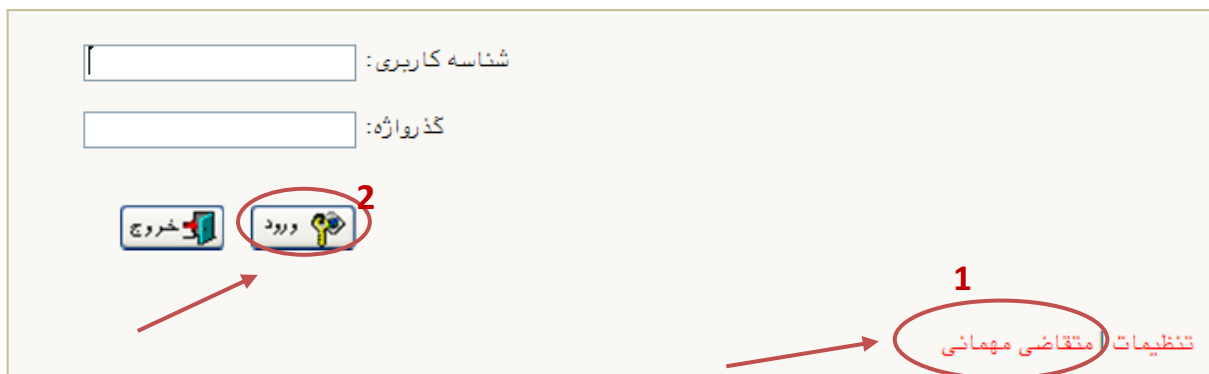 شناسه کاربری:
گذرواژه:
2
ورود خروج
1
تنظیمات | متقاضی مهمانی